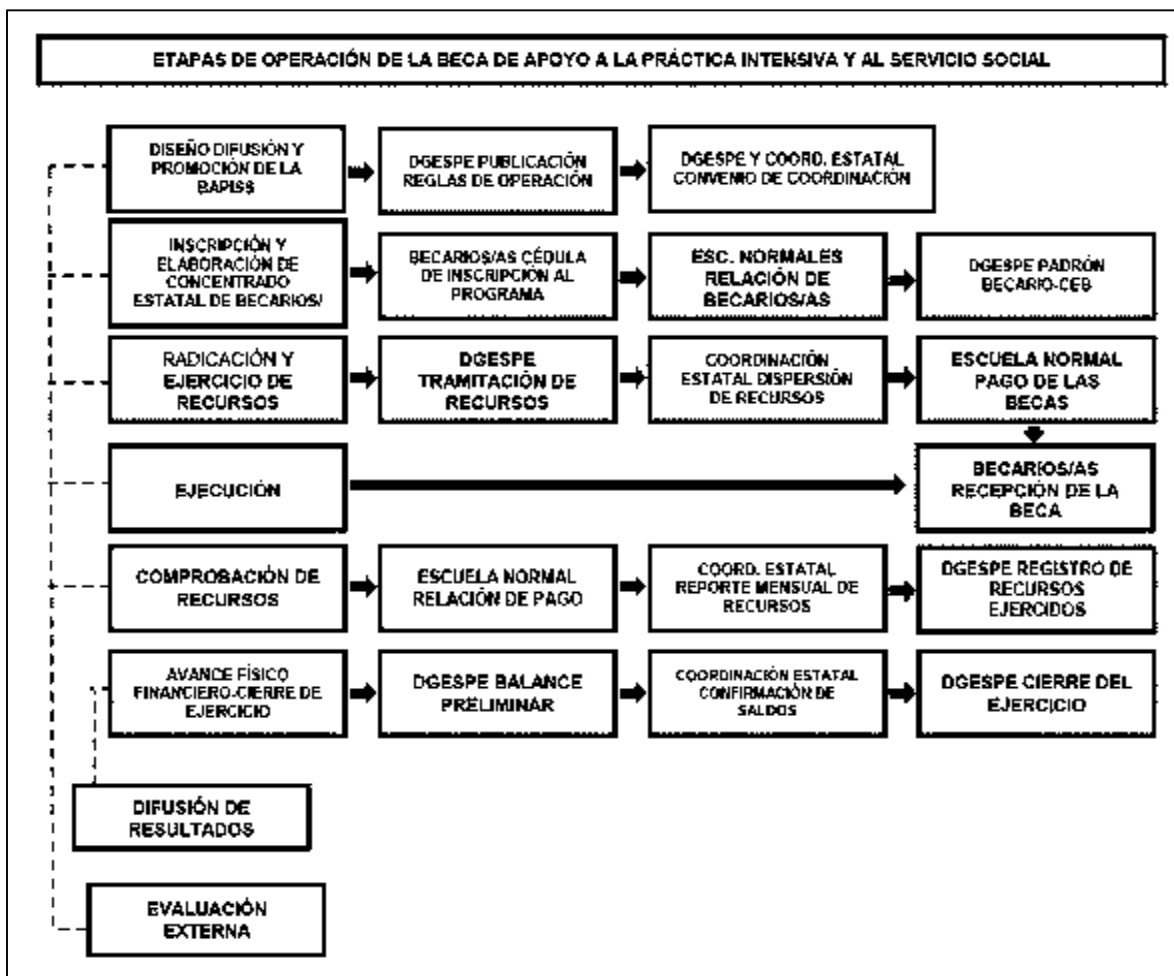 ETAPAS DE OPERACIÓN DE LA BECA DE APOYO A LA PRÁCTICA INTENSIVA Y AL SERVICIO SOCIAL
DISEÑO DIFUSIÓN Y
PROMOCIÓN DE LA
BAPISS
DGESPE PUBLICACIÓN
REGLAS DE OPERACIÓN
DGESPE Y COORD. ESTATAL
CONVENIO DE COORDINACIÓN
INSCRIPCIÓN Y
ELABORACIÓN DE
CONCENTRADO
ESTATAL DE BECARIOS/
BECARIOS/AS CÉDULA
DE INSCRIPCIÓN AL
PROGRAMA
ESC. NORMALES
RELACIÓN DE
BECARIOS/AS
DGESPE PADRÓN
BECARIO-CEB
RADICACIÓN Y
EJERCICIO DE
RECURSOS
DGESPE
TRAMITACIÓN DE
RECURSOS
COORDINACIÓN
ESTATAL DISPERSIÓN
DE RECURSOS
ESCUELA NORMAL
PAGO DE LAS
BECAS
EJECUCIÓN
BECARIOS/AS
RECEPCIÓN DE LA
BECA
COMPROBACIÓN DE
RECURSOS
ESCUELA NORMAL
RELACIÓN DE PAGO
COORD. ESTATAL
REPORTE MENSUAL DE
RECURSOS
DGESPE REGISTRO DE
RECURSOS
EJERCIDOS
AVANCE FÍSICO
FINANCIERO-CIERRE DE
EJERCICIO
DGESPE BALANCE
PRELIMINAR
COORDINACIÓN ESTATAL
CONFIRMACIÓN DE
SALDOS
DGESPE CIERRE DEL
EJERCICIO
DIFUSIÓN DE
RESULTADOS
EVALUACIÓN
EXTERNA